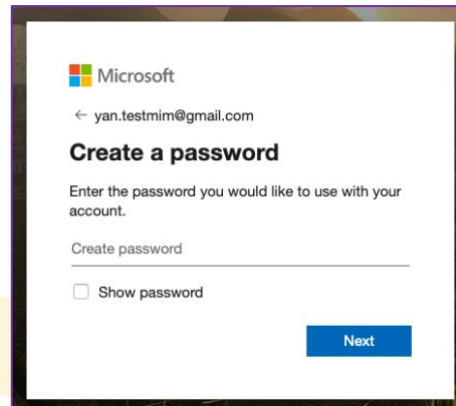 Microsoft
← yan.testmim@gmail.com
Create a password
Enter the password you would like to use with your
account.
Create password
Show password
Next